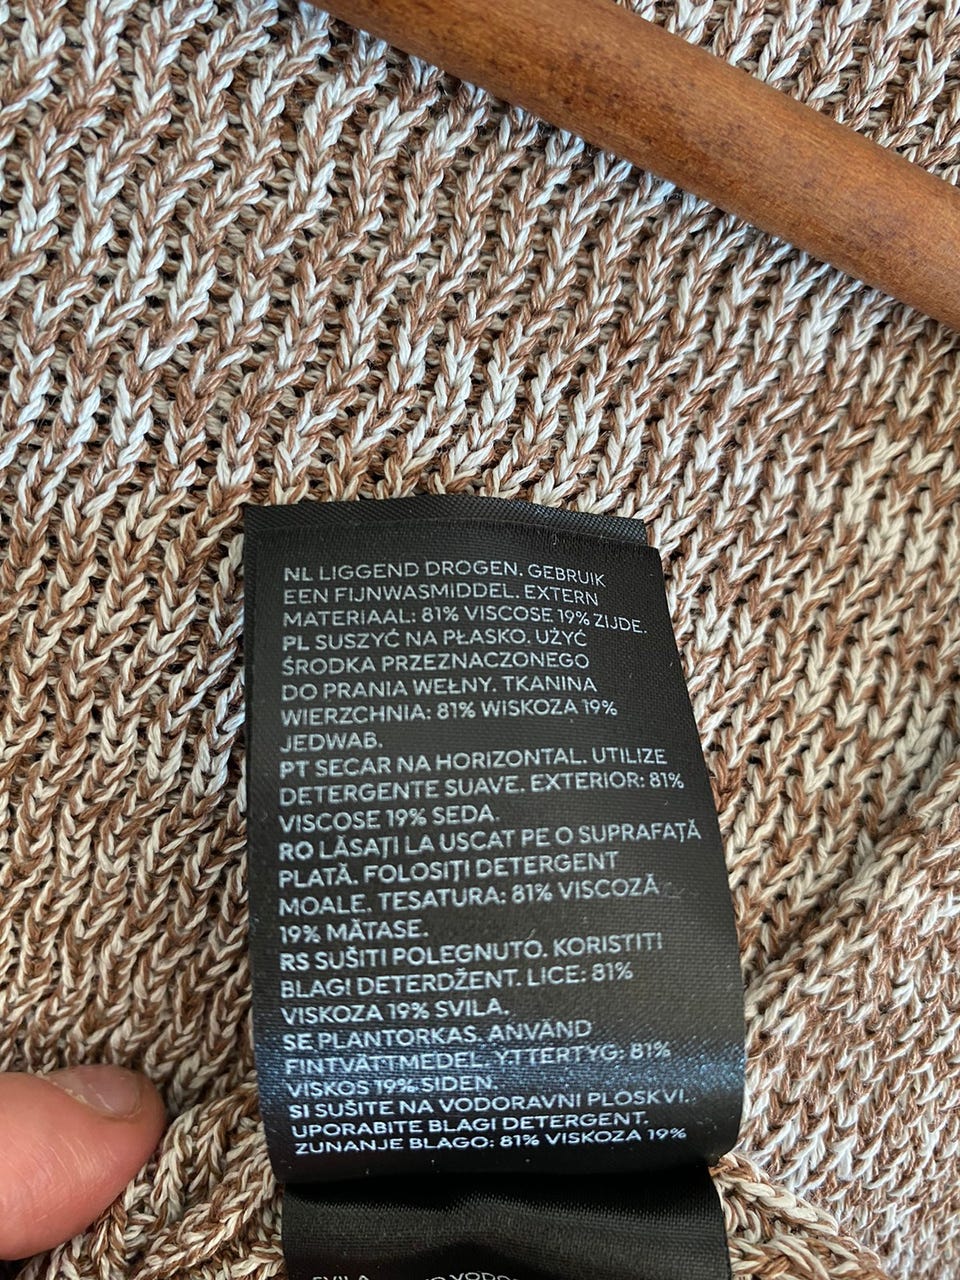 NL LIGGEND DROGEN. GEBRUIK
EEN FIJNWASMIDDEL. EXTERN
MATERIAAL: 81% VISCOSE 19% ZIJDE.
PL SUSZYĆ NA PŁASKO. UŻYĆ
ŚRODKA PRZEZNACZONEGO
DO PRANIA WEŁNY. TKANINA
WIERZCHNIA: 81% WISKOZA 19%
JEDWAB.
PT SECAR NA HORIZONTAL. UTILIZE
DETERGENTE SUAVE. EXTERIOR: 81%
VISCOSE 19% SEDA.
RO LĂSAȚI LA USCAT PE O SUPRAFAȚĂ
PLATĂ. FOLOSIȚI DETERGENT
MOALE. TESATURA: 81% VISCOZĂ
19% MĂTASE.
RS SUŠITI POLEGNUTO. KORISTITI
BLAGI DETERDŽENT. LICE: 81%
VISKOZA 19% SVILA.
SE PLANTORKAS. ANVÄND
FINTVÄTTMEDEL. YTTERTYG: 81%
VISKOS 19% SIDEN.
SI SUŠITE NA VODORAVNI PLOSKVI.
UPORABITE BLAGI DETERGENT.
ZUNANJE BLAGO: 81% VISKOZA 19%